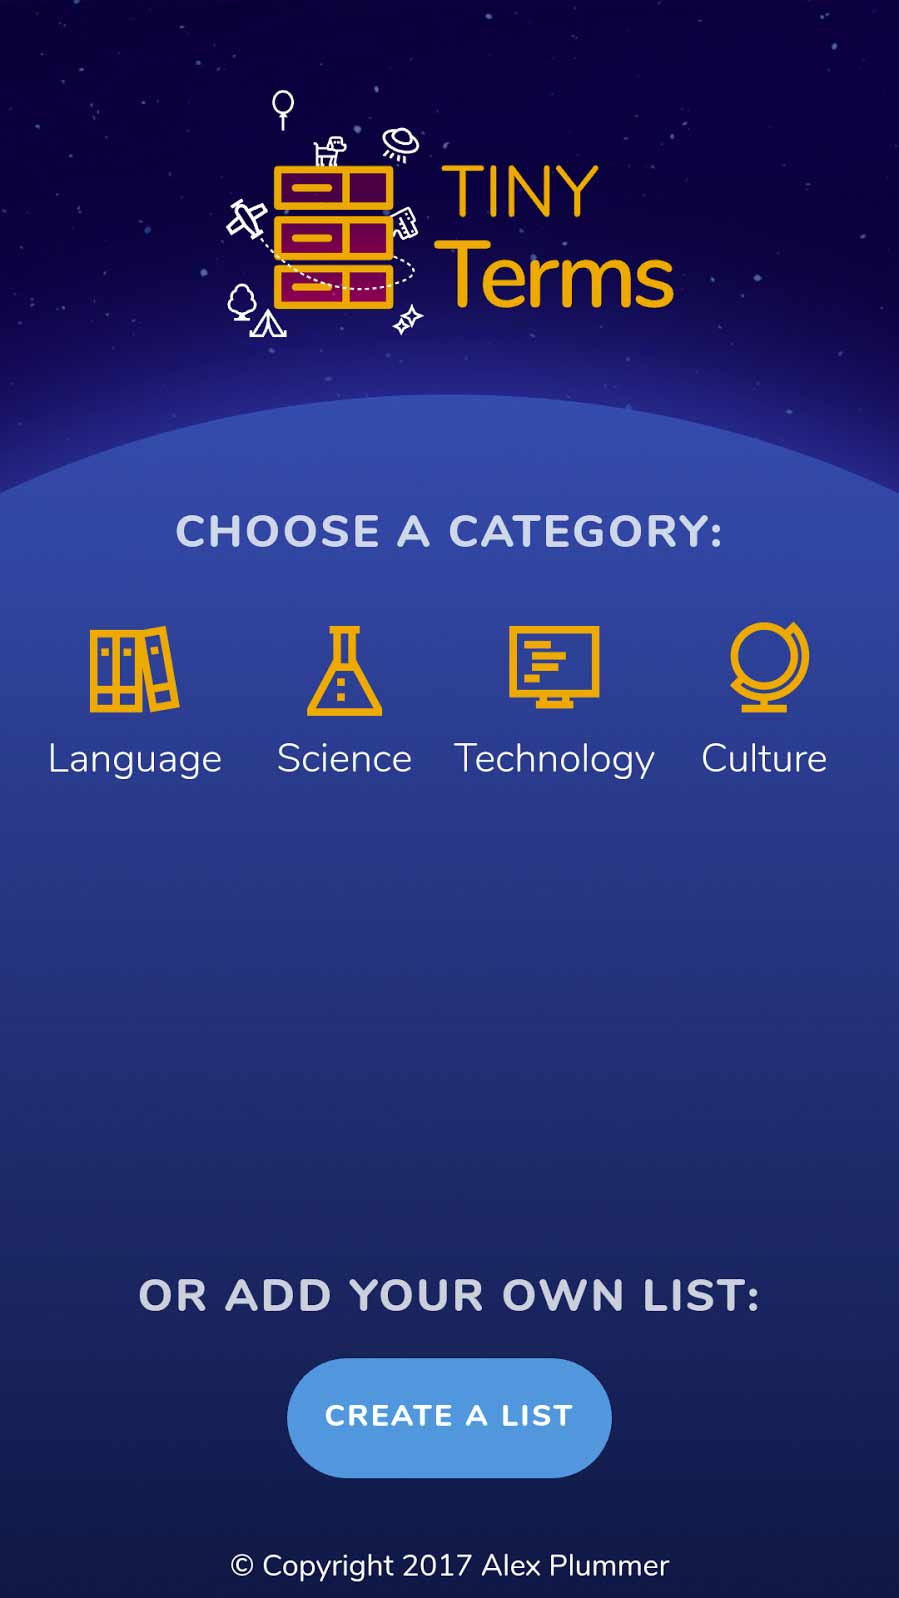 TINY
Terms
CHOOSE A CATEGORY:
Language Science Technology Culture
OR ADD YOUR OWN LIST:
CREATE A LIST
© Copyright 2017 Alex Plummer